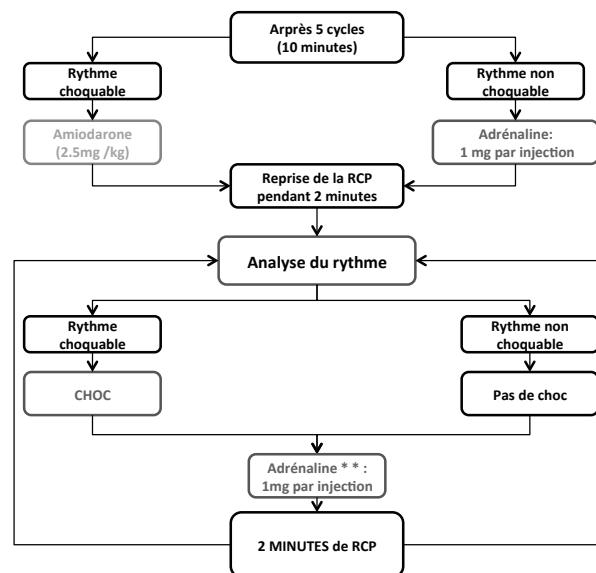 Arprès 5 cycles
(10 minutes)
Rythme
choquable
Rythme non
choquable
Amiodarone
(2.5mg /kg)
Adrénaline:
1 mg par injection
Reprise de la RCP
pendant 2 minutes
Analyse du rythme
Rythme
choquable
Rythme non
choquable
CHOC
Pas de choc
Adrénaline * * :
1mg par injection
2 MINUTES de RCP